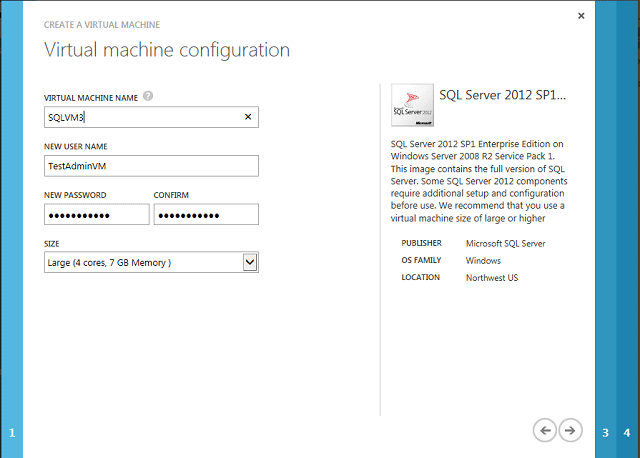 CREATE A VIRTUAL MACHINE
Virtual machine configuration
VIRTUAL MACHINE NAME ?
SQLVM3
NEW USER NAME
TestAdminVM
NEW PASSWORD CONFIRM
●●●●●●●●●●● ●●●●●●●●●●●
SIZE
Large (4 cores, 7 GB Memory )
Microsoft
SQL Server 2012
Microsoft
SQL Server 2012 SP1...
SQL Server 2012 SP1 Enterprise Edition on
Windows Server 2008 R2 Service Pack 1.
This image contains the full version of SQL
Server. Some SQL Server 2012 components
require additional setup and configuration
before use. We recommend that you use a
virtual machine size of large or higher
PUBLISHER Microsoft SQL Server
OS FAMILY Windows
LOCATION Northwest US
1
3
4